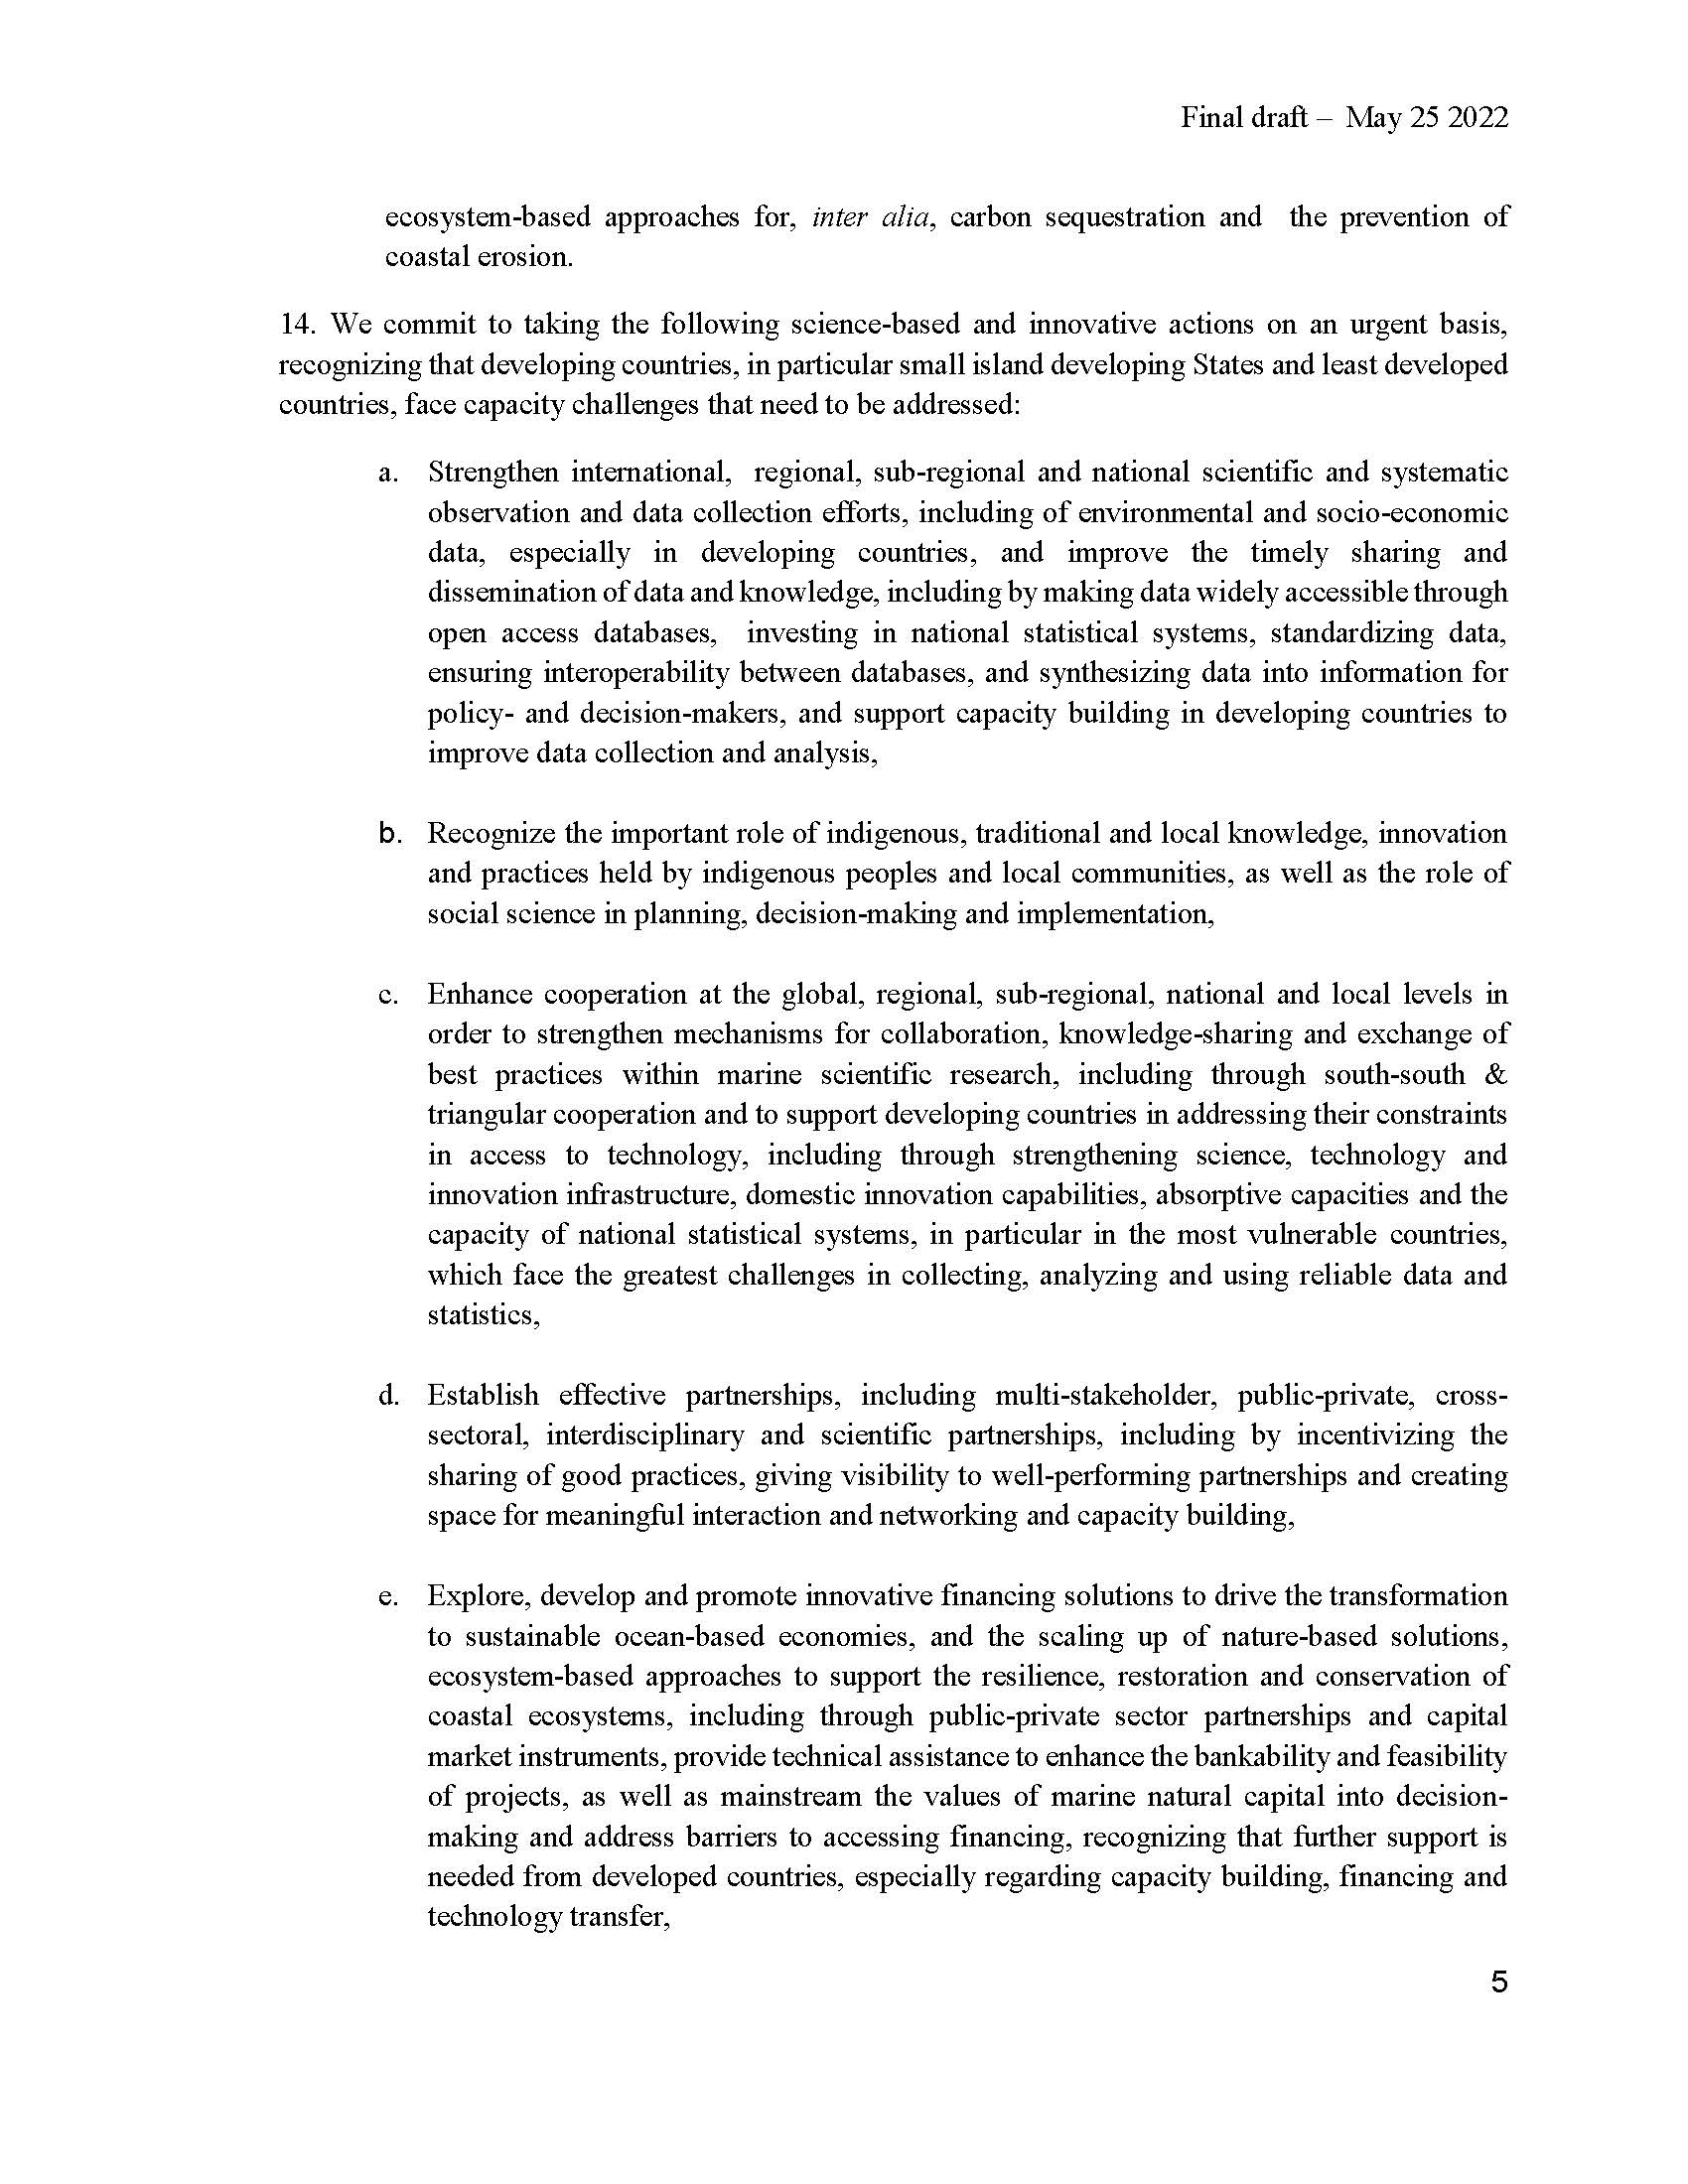 Final draft – May 25 2022
ecosystem-based approaches for, inter alia, carbon sequestration and the prevention of
coastal erosion.
14. We commit to taking the following science-based and innovative actions on an urgent basis,
recognizing that developing countries, in particular small island developing States and least developed
countries, face capacity challenges that need to be addressed:
a. Strengthen international, regional, sub-regional and national scientific and systematic
observation and data collection efforts, including of environmental and socio-economic
data, especially in developing countries, and improve the timely sharing and
dissemination of data and knowledge, including by making data widely accessible through
open access databases, investing in national statistical systems, standardizing data,
ensuring interoperability between databases, and synthesizing data into information for
policy- and decision-makers, and support capacity building in developing countries to
improve data collection and analysis,
b. Recognize the important role of indigenous, traditional and local knowledge, innovation
and practices held by indigenous peoples and local communities, as well as the role of
social science in planning, decision-making and implementation,
c. Enhance cooperation at the global, regional, sub-regional, national and local levels in
order to strengthen mechanisms for collaboration, knowledge-sharing and exchange of
best practices within marine scientific research, including through south-south &
triangular cooperation and to support developing countries in addressing their constraints
in access to technology, including through strengthening science, technology and
innovation infrastructure, domestic innovation capabilities, absorptive capacities and the
capacity of national statistical systems, in particular in the most vulnerable countries,
which face the greatest challenges in collecting, analyzing and using reliable data and
statistics,
d. Establish effective partnerships, including multi-stakeholder, public-private, cross-
sectoral, interdisciplinary and scientific partnerships, including by incentivizing the
sharing of good practices, giving visibility to well-performing partnerships and creating
space for meaningful interaction and networking and capacity building,
e. Explore, develop and promote innovative financing solutions to drive the transformation
to sustainable ocean-based economies, and the scaling up of nature-based solutions,
ecosystem-based approaches to support the resilience, restoration and conservation of
coastal ecosystems, including through public-private sector partnerships and capital
market instruments, provide technical assistance to enhance the bankability and feasibility
of projects, as well as mainstream the values of marine natural capital into decision-
making and address barriers to accessing financing, recognizing that further support is
needed from developed countries, especially regarding capacity building, financing and
technology transfer,
5